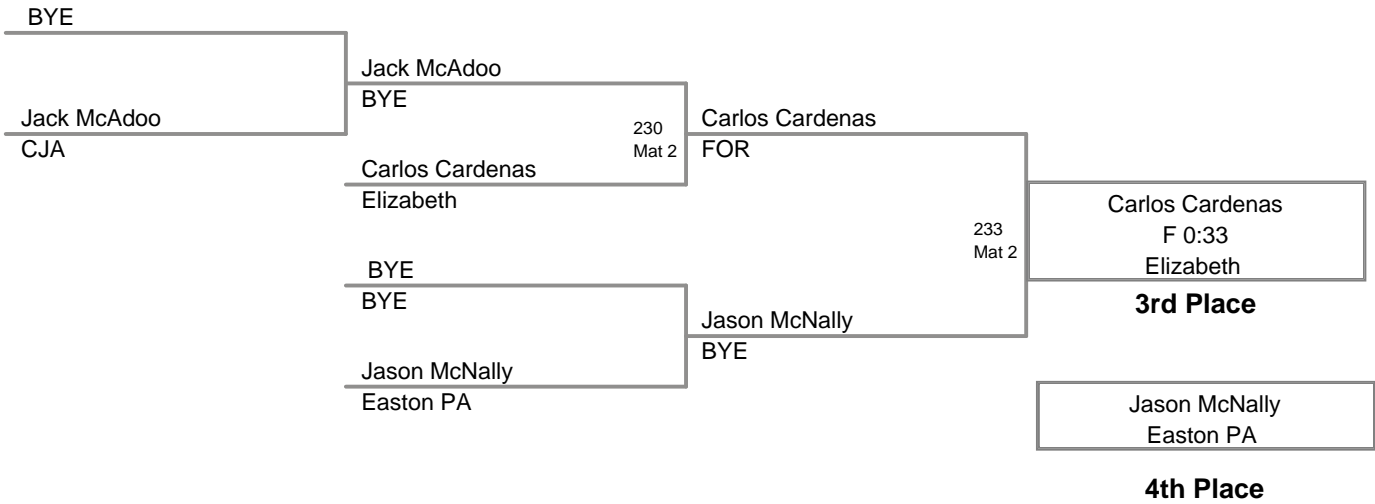 BYE
Jack McAdoo
CJA
Jack McAdoo
BYE
230
Mat 2
Carlos Cardenas
Elizabeth
BYE
BYE
Jason McNally
Easton PA
Carlos Cardenas
FOR
233
Mat 2
Jason McNally
BYE
Carlos Cardenas
F 0:33
Elizabeth
3rd Place
Jason McNally
Easton PA
4th Place